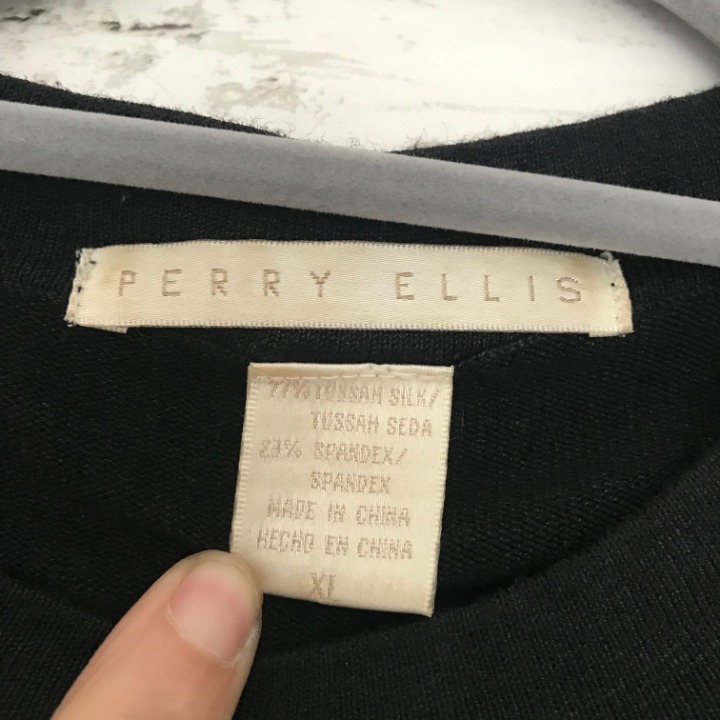 PERRY ELLIS
77% TUSSAH SILK/
TUSSAH SEDA
23% SPANDEX/
SPANDEX
MADE IN CHINA
HECHO EN CHINA
XL